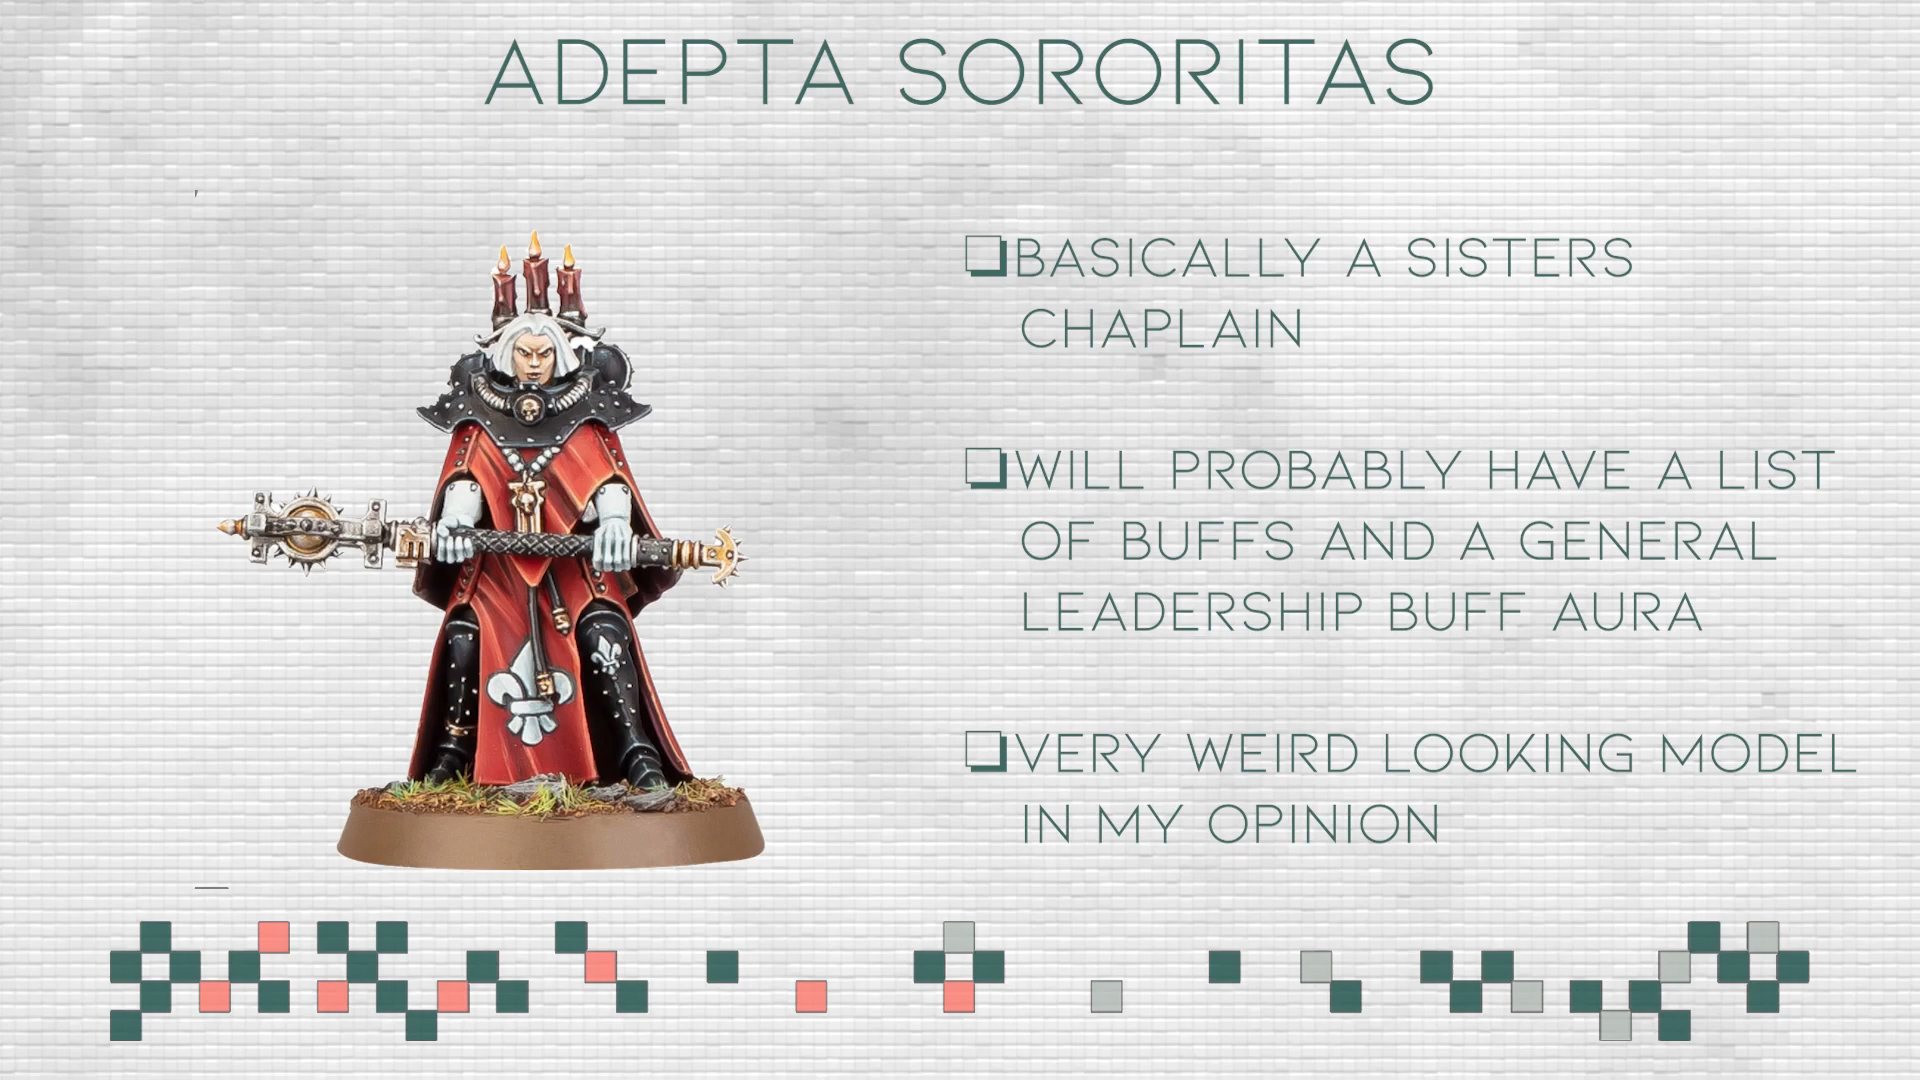 ADEPTA SORORITAS
BASICALLY A SISTERS
CHAPLAIN
WILL PROBABLY HAVE A LIST
OF BUFFS AND A GENERAL
LEADERSHIP BUFF AURA
VERY WEIRD LOOKING MODEL
IN MY OPINION